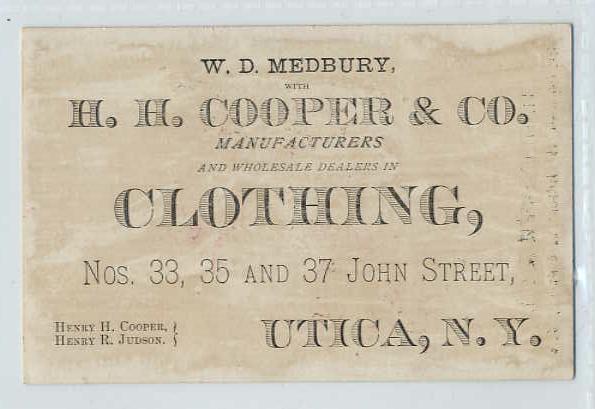 W. D. MEDBURY,
WITH
H. H. COOPER & CO.
MANUFACTURERS
AND WHOLESALE DEALERS IN
CLOTHING,
NOS. 33, 35 AND 37 JOHN STREET,
HENRY H. COOPER,
HENRY R. JUDSON.
UTICA, N. Y.